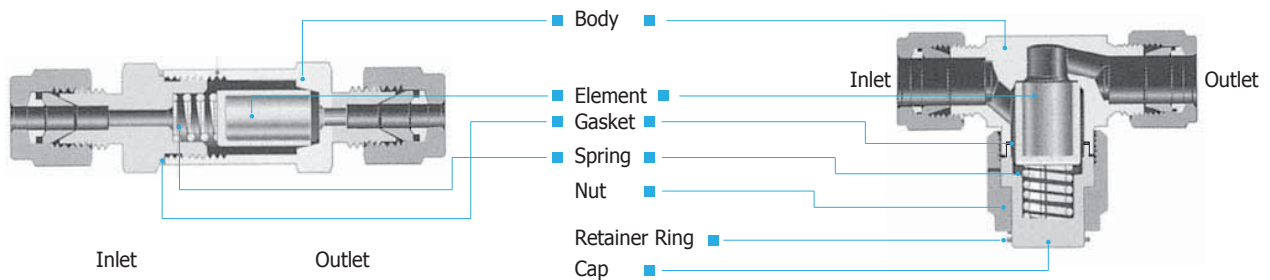 Body
Inlet
Outlet
Element
Gasket
Spring
Nut
Retainer Ring
Inlet
Outlet
Cap